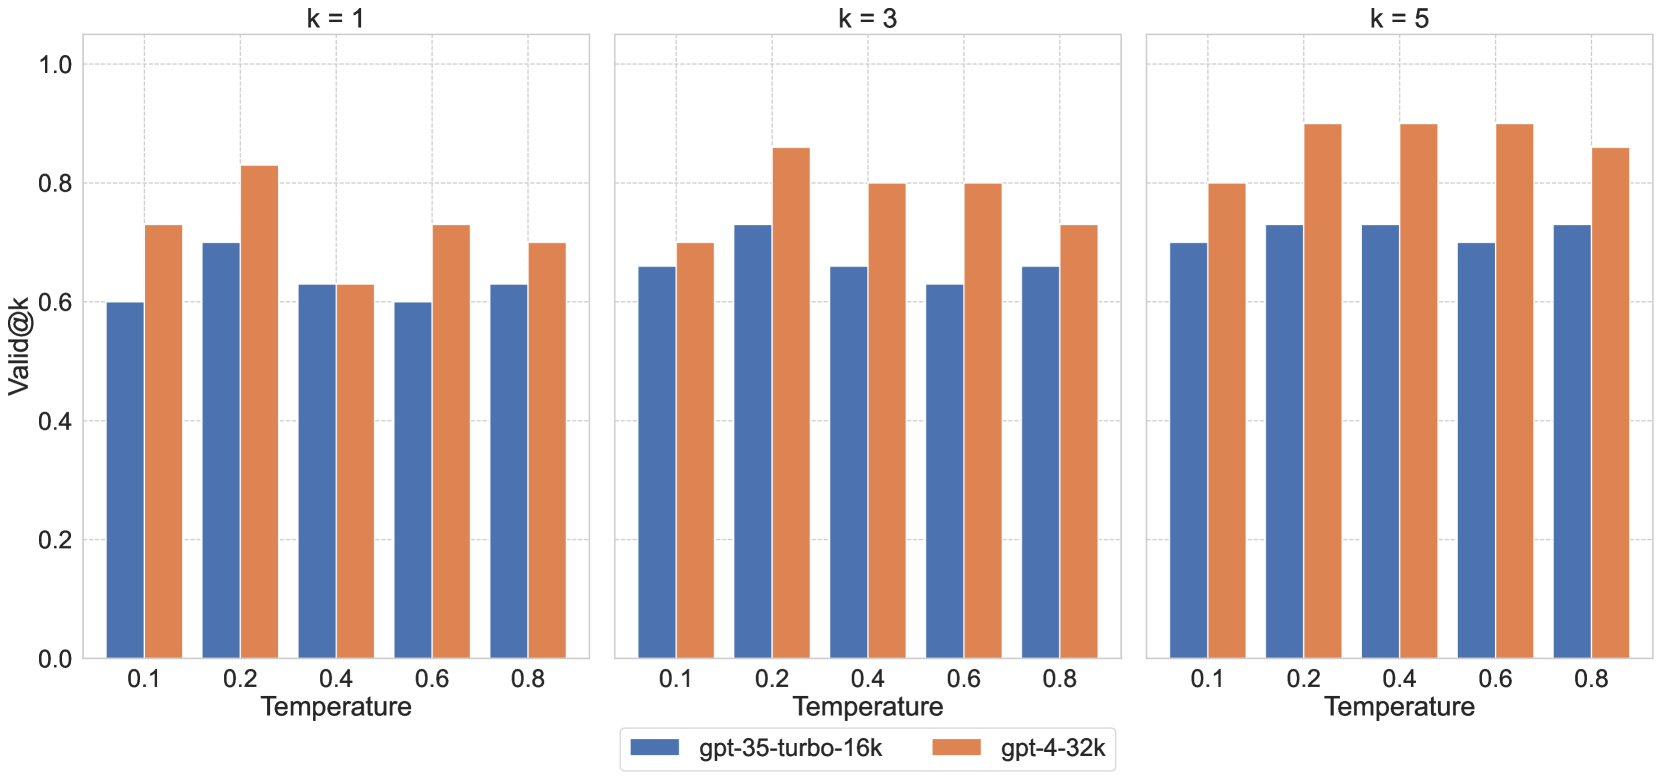 k = 1
k = 3
k = 5
Valid@k
1.0
0.8
0.6
0.4
0.2
0.0
0.1 0.2 0.4 0.6 0.8
0.1 0.2 0.4 0.6 0.8
0.1 0.2 0.4 0.6 0.8
Temperature
Temperature
Temperature
gpt-35-turbo-16k
gpt-4-32k